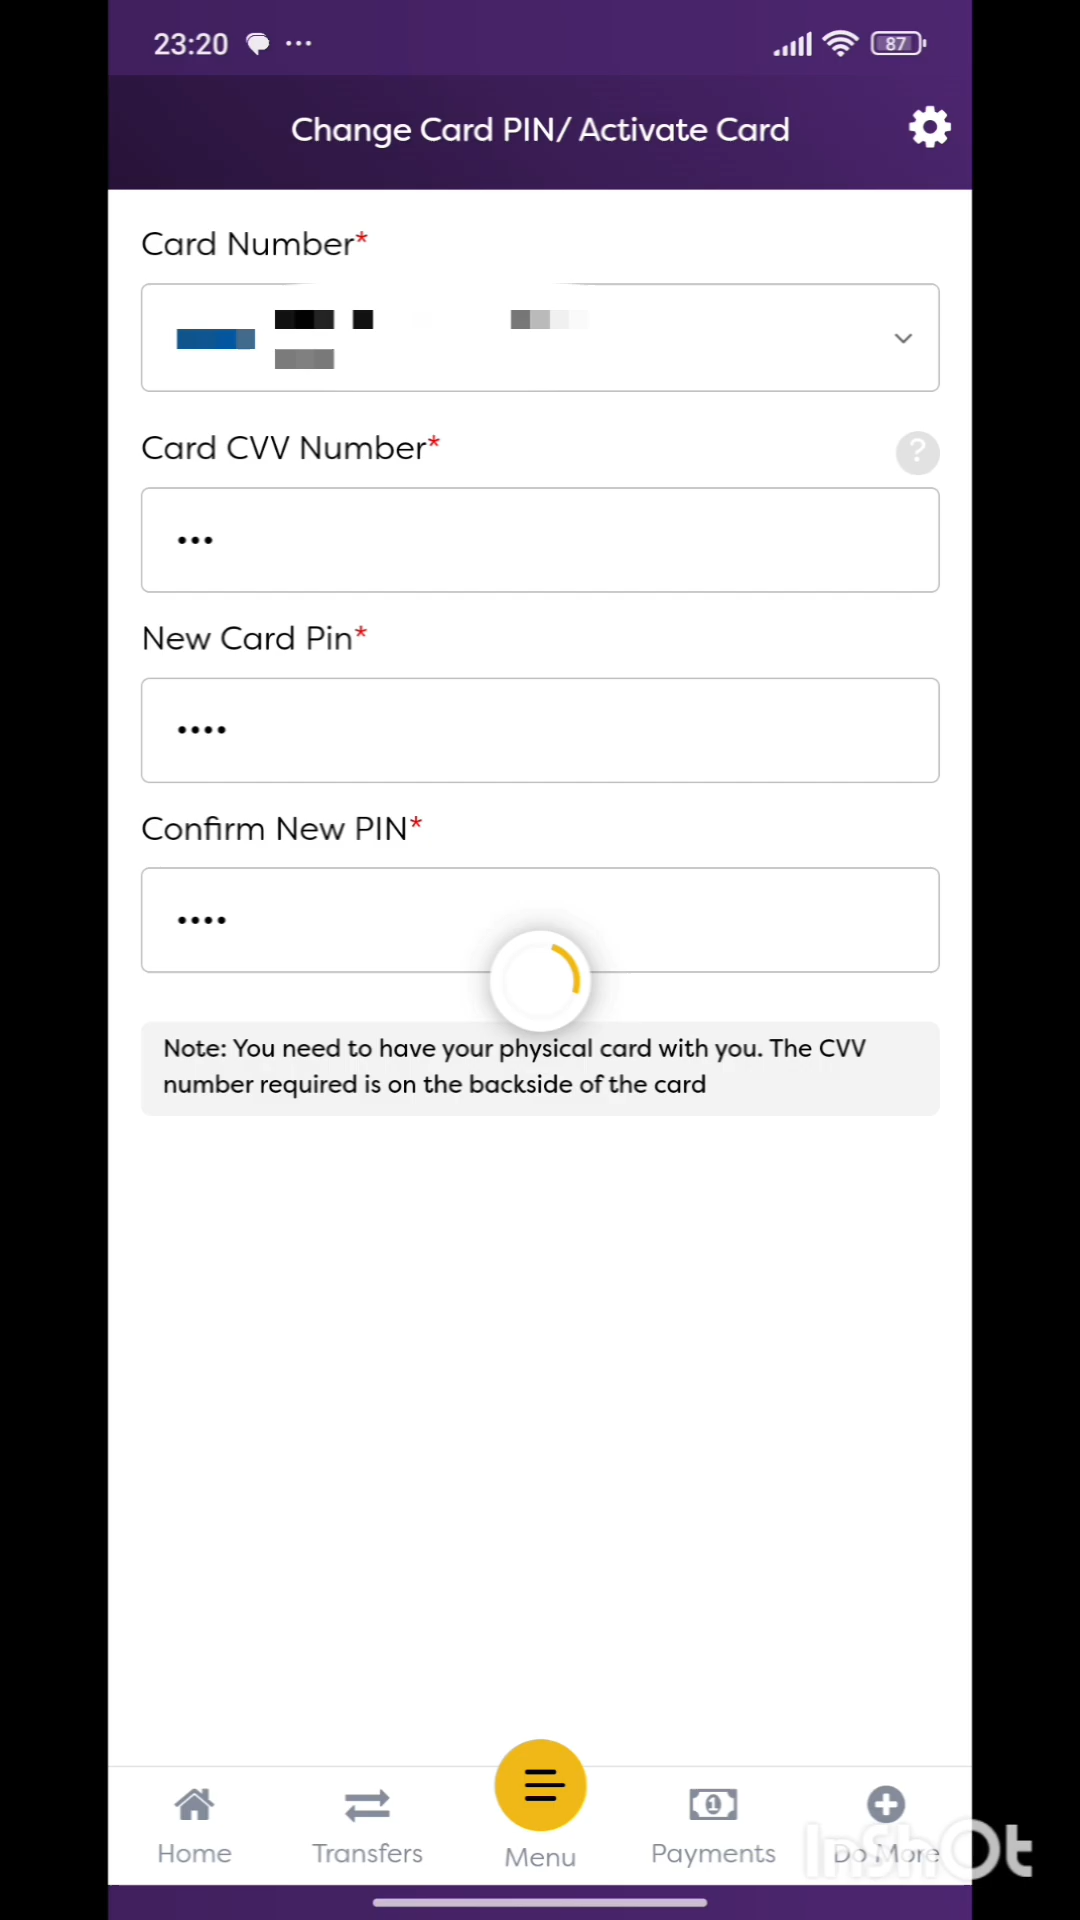 23:20
87
Change Card PIN/ Activate Card
Card Number*
Card CVV Number*
?
•••
New Card Pin*
••••
Confirm New PIN*
••••
Note: You need to have your physical card with you. The CVV
number required is on the backside of the card
Home
Transfers
Menu
Payments
Do More
InShOt